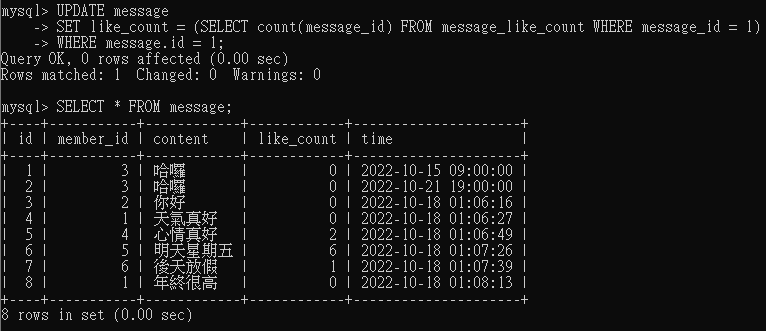 mysql> UPDATE message
    -> SET like_count = (SELECT count(message_id) FROM message_like_count WHERE message_id = 1)
    -> WHERE message.id = 1;
Query OK, 0 rows affected (0.00 sec)
Rows matched: 1  Changed: 0  Warnings: 0

mysql> SELECT * FROM message;
+----+-----------+------------+------------+---------------------+
| id | member_id | content    | like_count | time                |
+----+-----------+------------+------------+---------------------+
|  1 |         3 | 哈囉       |          0 | 2022-10-15 09:00:00 |
|  2 |         3 | 哈囉       |          0 | 2022-10-21 19:00:00 |
|  3 |         2 | 你好       |          0 | 2022-10-18 01:06:16 |
|  4 |         1 | 天氣真好   |          0 | 2022-10-18 01:06:27 |
|  5 |         4 | 心情真好   |          2 | 2022-10-18 01:06:49 |
|  6 |         5 | 明天星期五 |          6 | 2022-10-18 01:07:26 |
|  7 |         6 | 後天放假   |          1 | 2022-10-18 01:07:39 |
|  8 |         1 | 年終很高   |          0 | 2022-10-18 01:08:13 |
+----+-----------+------------+------------+---------------------+
8 rows in set (0.00 sec)